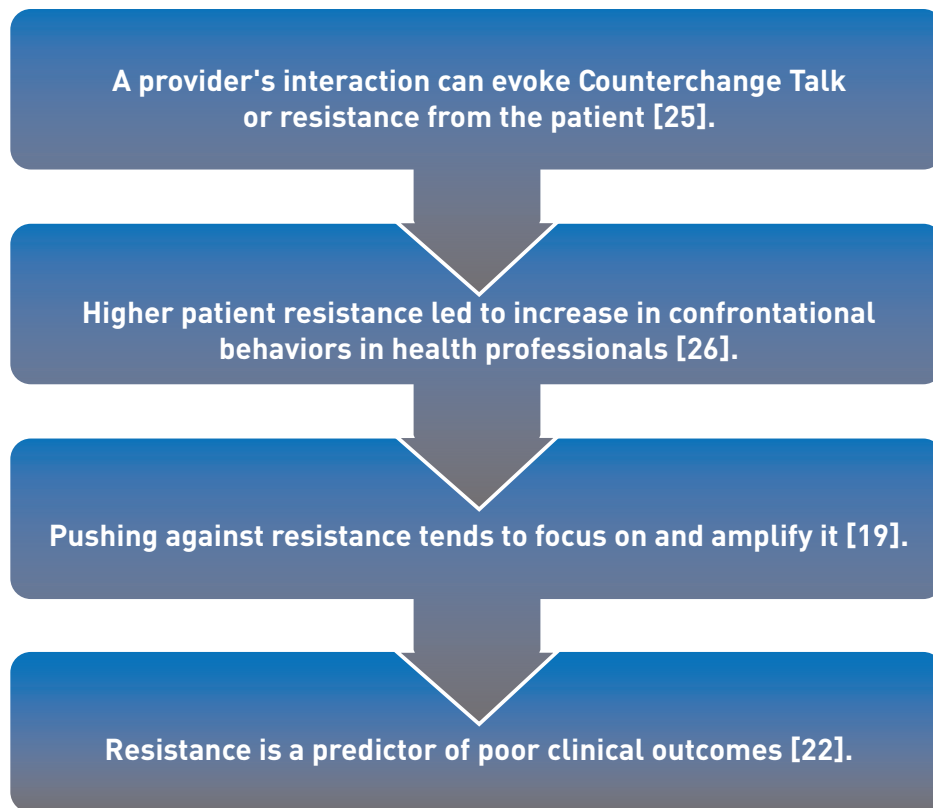 A provider's interaction can evoke Counterchange Talk
or resistance from the patient [25].
Higher patient resistance led to increase in confrontational
behaviors in health professionals [26].
Pushing against resistance tends to focus on and amplify it [19].
Resistance is a predictor of poor clinical outcomes [22].